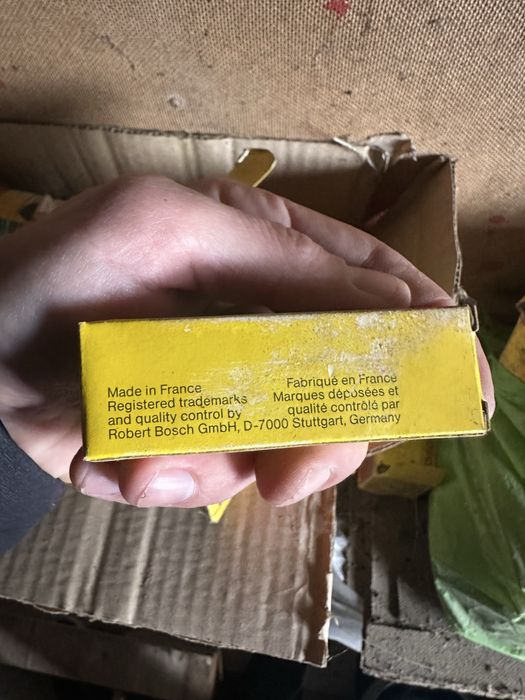 Made in France
Registered trademarks
and quality control by
Robert Bosch GmbH, D-7000 Stuttgart, Germany
Fabriqué en France
Marques déposées et
qualité contrôlé par